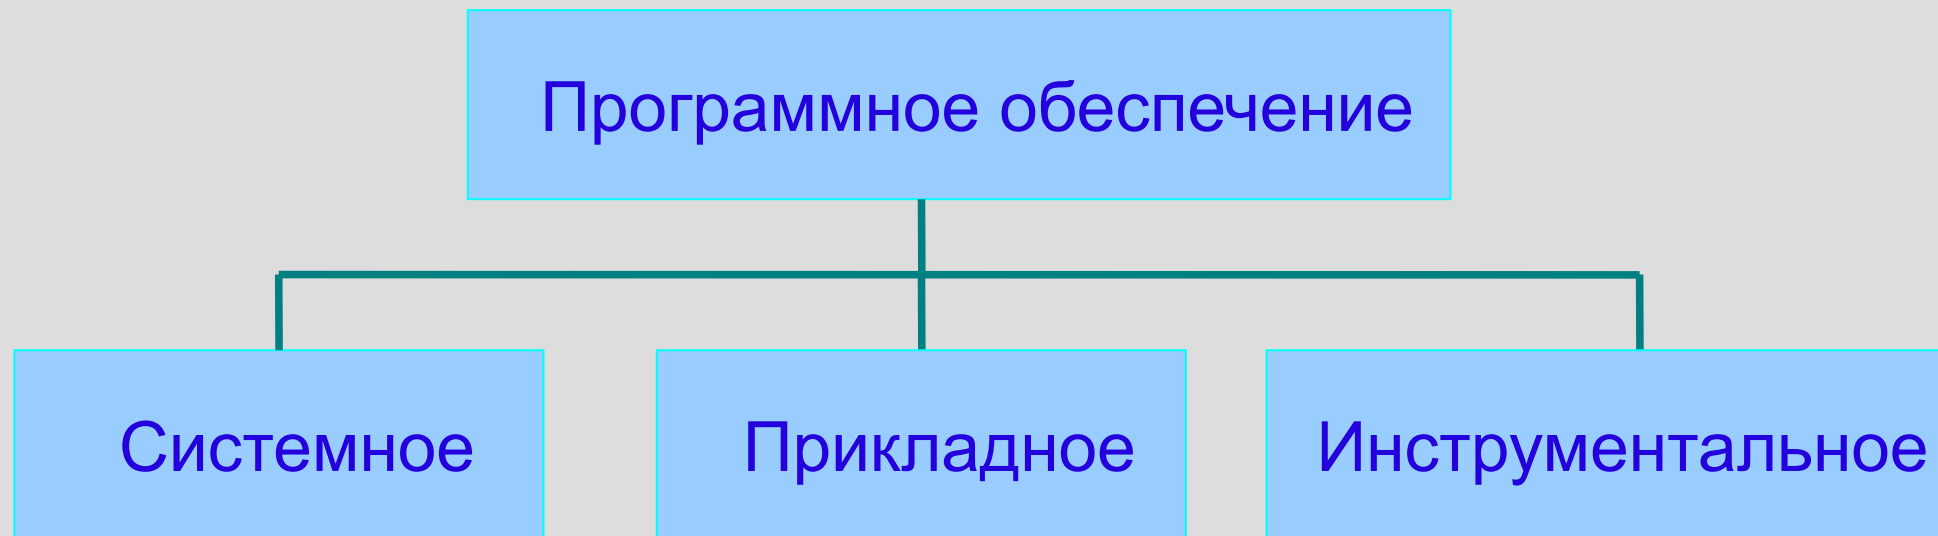 Программное обеспечение
Системное
Прикладное
Инструментальное